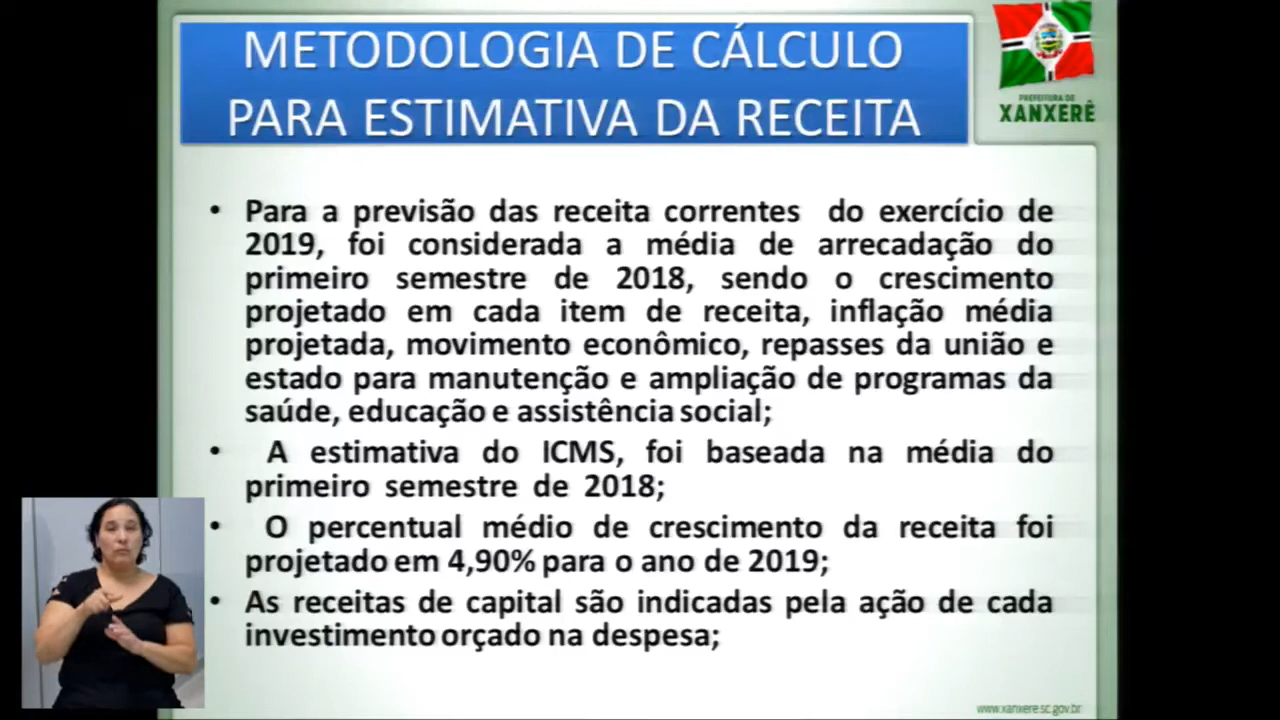 METODOLOGIA DE CÁLCULO
PARA ESTIMATIVA DA RECEITA
PREFEITURA DE
XANXERÊ
• Para a previsão das receita correntes do exercício de
2019, foi considerada a média de arrecadação do
primeiro semestre de 2018, sendo o crescimento
projetado em cada item de receita, inflação média
projetada, movimento econômico, repasses da união e
estado para manutenção e ampliação de programas da
saúde, educação e assistência social;
• A estimativa do ICMS, foi baseada na média do
primeiro semestre de 2018;
• O percentual médio de crescimento da receita foi
projetado em 4,90% para o ano de 2019;
• As receitas de capital são indicadas pela ação de cada
investimento orçado na despesa;
www.xanxere.sc.gov.br